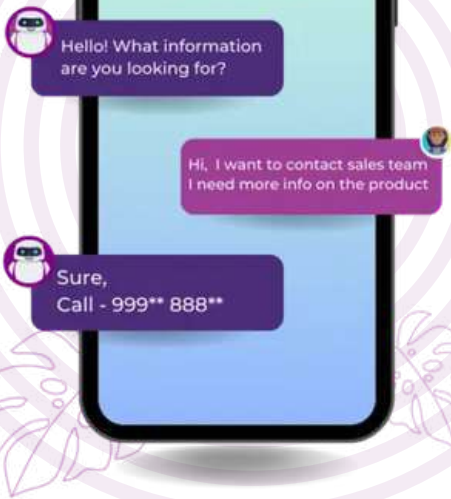 Hello! What information
are you looking for?
Hi, I want to contact sales team
I need more info on the product
Sure,
Call - 999** 888**